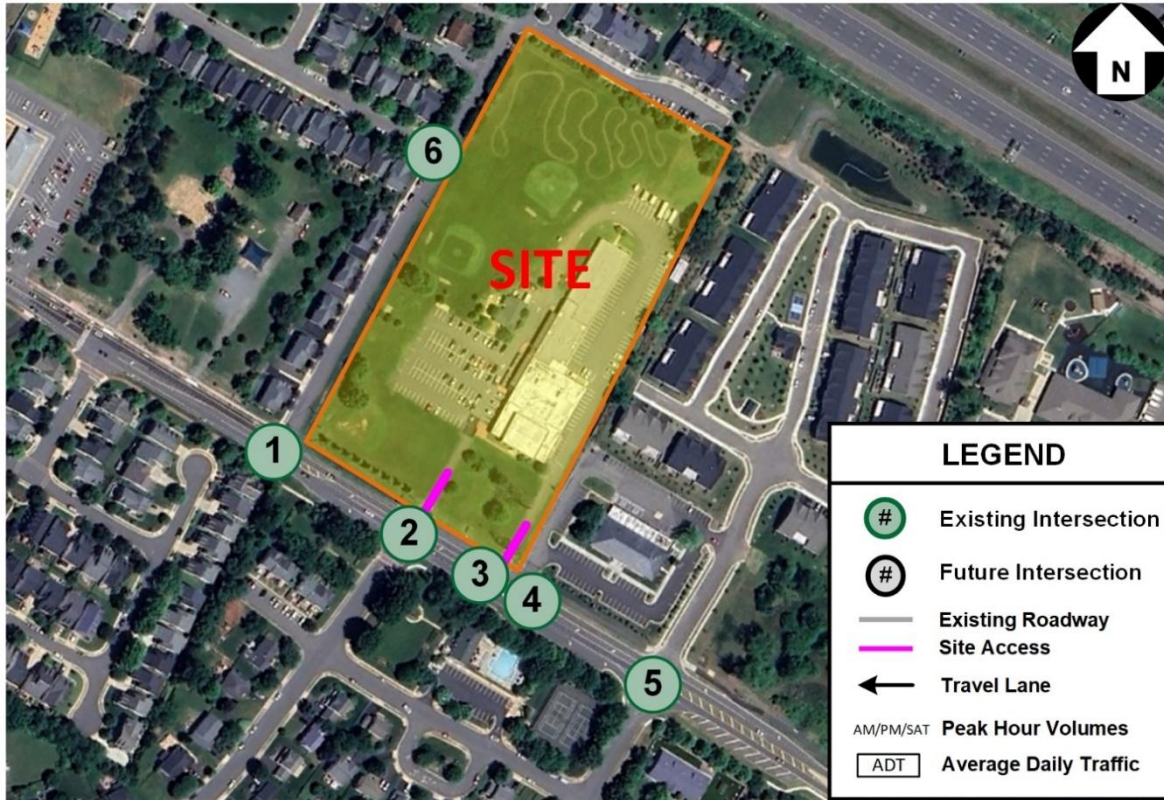 N
6
SITE
1
2
3
4
5
LEGEND
# Existing Intersection
# Future Intersection
Existing Roadway
Site Access
Travel Lane
AM/PM/SAT Peak Hour Volumes
ADT Average Daily Traffic